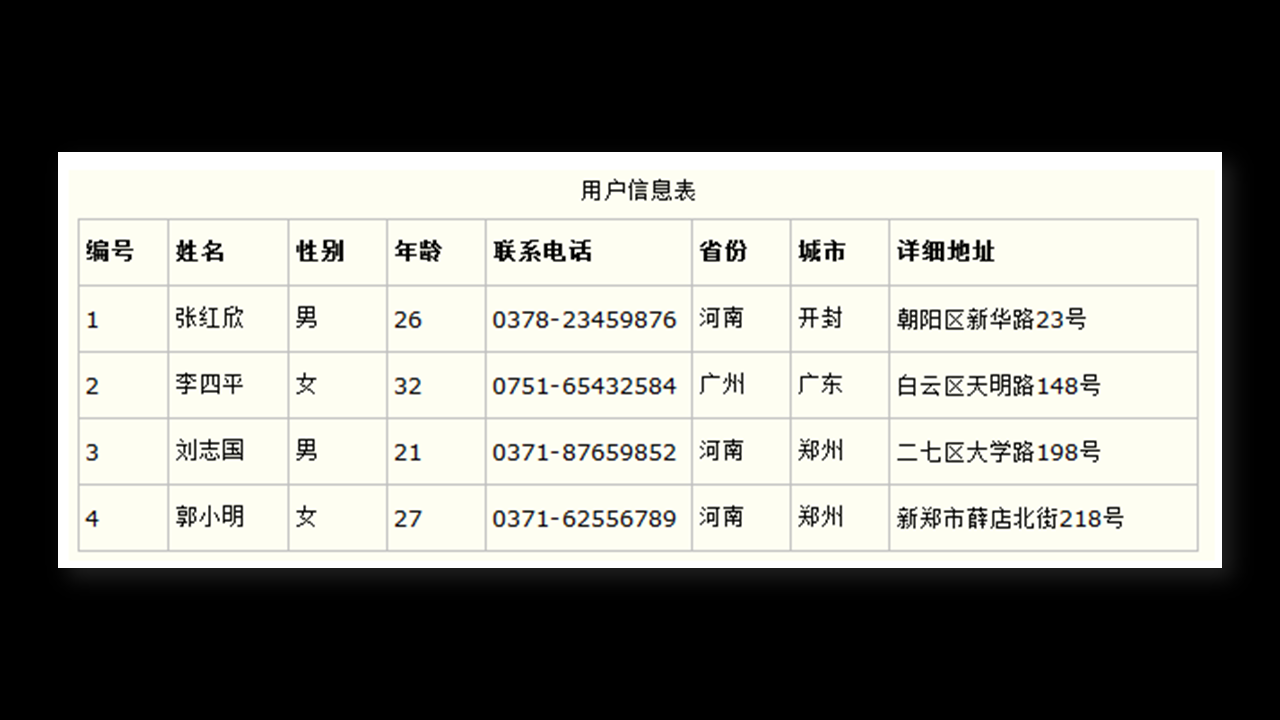 用户信息表
编号 姓名 性别 年龄 联系电话 省份 城市 详细地址
1 张红欣 男 26 0378-23459876 河南 开封 朝阳区新华路23号
2 李四平 女 32 0751-65432584 广州 广东 白云区天明路148号
3 刘志国 男 21 0371-87659852 河南 郑州 二七区大学路198号
4 郭小明 女 27 0371-62556789 河南 郑州 新郑市薛店北街218号